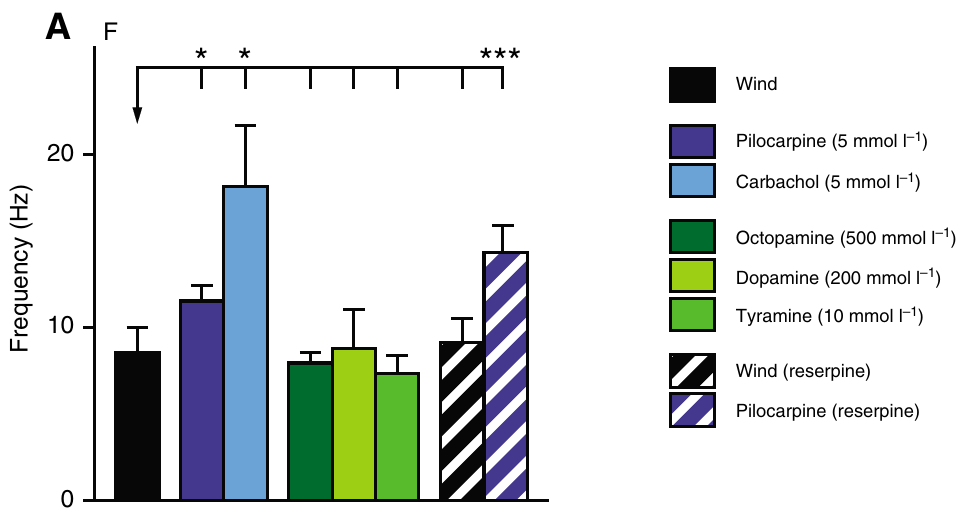 A F
* * ***
20
10
0
Frequency (Hz)
Wind
Pilocarpine (5 mmol l⁻¹)
Carbachol (5 mmol l⁻¹)
Octopamine (500 mmol l⁻¹)
Dopamine (200 mmol l⁻¹)
Tyramine (10 mmol l⁻¹)
Wind (reserpine)
Pilocarpine (reserpine)